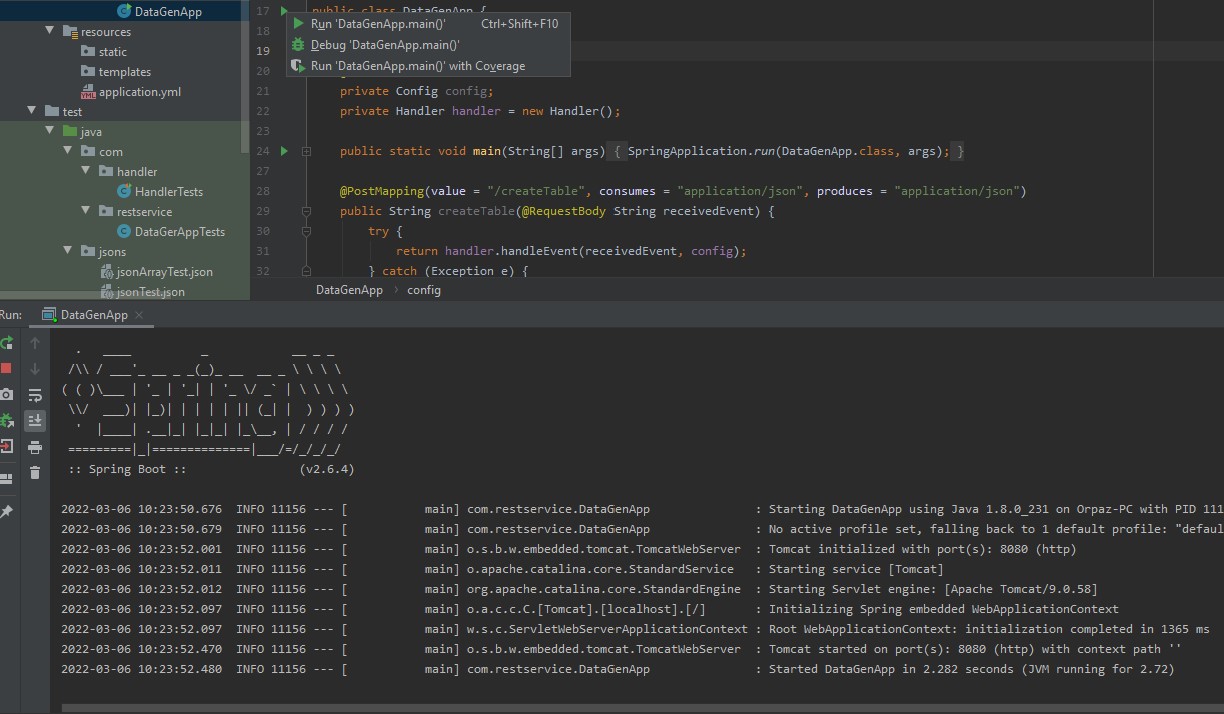 DataGenApp
resources
static
templates
application.yml
test
java
com
handler
HandlerTests
restservice
DataGerAppTests
jsons
jsonArrayTest.json
jsonTest.json
17 public class DataGenApp {
Run 'DataGenApp.main()' Ctrl+Shift+F10
18
Debug 'DataGenApp.main()'
19
Run 'DataGenApp.main()' with Coverage
20
21 private Config config;
22 private Handler handler = new Handler();
23
24 public static void main(String[] args) { SpringApplication.run(DataGenApp.class, args); }
27
28 @PostMapping(value = "/createTable", consumes = "application/json", produces = "application/json")
29 public String createTable(@RequestBody String receivedEvent) {
30 try {
31 return handler.handleEvent(receivedEvent, config);
32 } catch (Exception e) {
DataGenApp › config
Run: DataGenApp ×
  .   ____          _            __ _ _
 /\\ / ___'_ __ _ _(_)_ __  __ _ \ \ \ \
( ( )\___ | '_ | '_| | '_ \/ _` | \ \ \ \
 \\/  ___)| |_)| | | | | || (_| |  ) ) ) )
  '  |____| .__|_| |_|_| |_\__, | / / / /
 =========|_|==============|___/=/_/_/_/
 :: Spring Boot ::                (v2.6.4)
2022-03-06 10:23:50.676  INFO 11156 --- [           main] com.restservice.DataGenApp               : Starting DataGenApp using Java 1.8.0_231 on Orpaz-PC with PID 111
2022-03-06 10:23:50.679  INFO 11156 --- [           main] com.restservice.DataGenApp               : No active profile set, falling back to 1 default profile: "defaul
2022-03-06 10:23:52.001  INFO 11156 --- [           main] o.s.b.w.embedded.tomcat.TomcatWebServer  : Tomcat initialized with port(s): 8080 (http)
2022-03-06 10:23:52.011  INFO 11156 --- [           main] o.apache.catalina.core.StandardService   : Starting service [Tomcat]
2022-03-06 10:23:52.012  INFO 11156 --- [           main] org.apache.catalina.core.StandardEngine  : Starting Servlet engine: [Apache Tomcat/9.0.58]
2022-03-06 10:23:52.097  INFO 11156 --- [           main] o.a.c.c.C.[Tomcat].[localhost].[/]       : Initializing Spring embedded WebApplicationContext
2022-03-06 10:23:52.097  INFO 11156 --- [           main] w.s.c.ServletWebServerApplicationContext : Root WebApplicationContext: initialization completed in 1365 ms
2022-03-06 10:23:52.470  INFO 11156 --- [           main] o.s.b.w.embedded.tomcat.TomcatWebServer  : Tomcat started on port(s): 8080 (http) with context path ''
2022-03-06 10:23:52.480  INFO 11156 --- [           main] com.restservice.DataGenApp               : Started DataGenApp in 2.282 seconds (JVM running for 2.72)